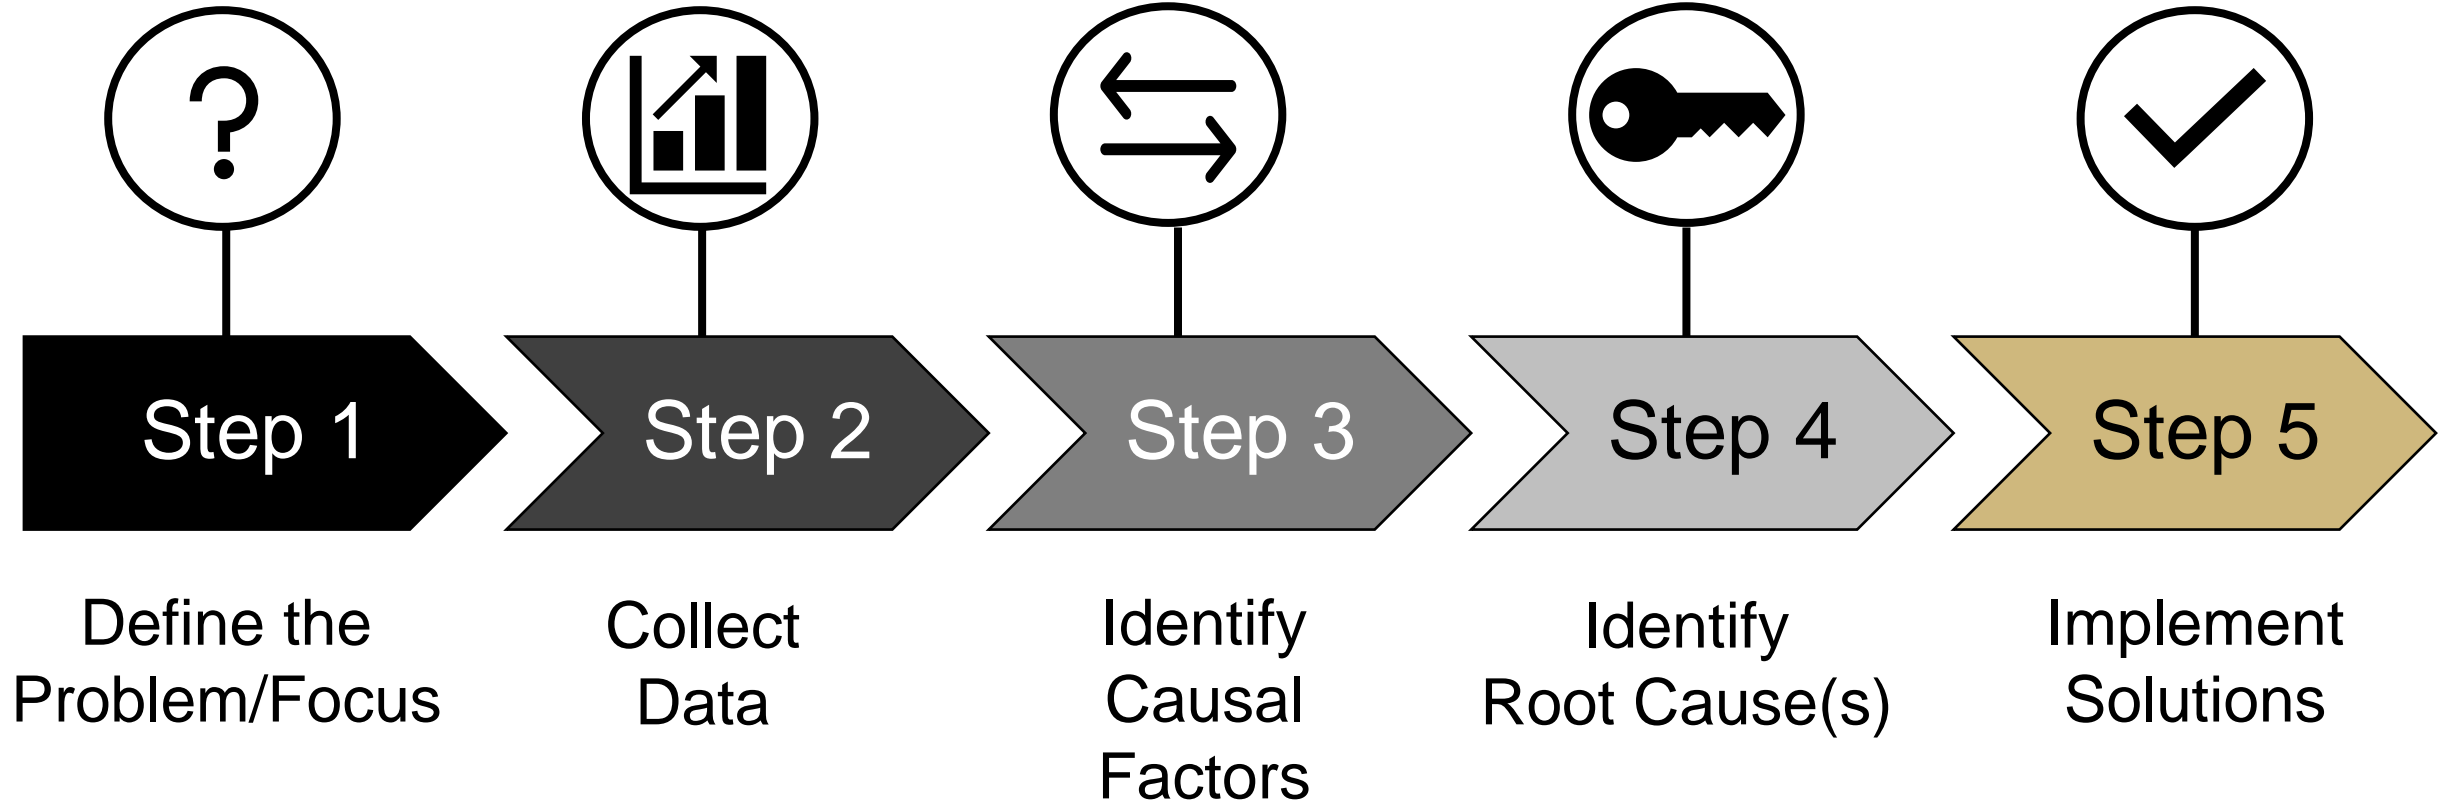 Step 1
Step 2
Step 3
Step 4
Step 5
Define the
Problem/Focus
Collect
Data
Identify
Causal
Factors
Identify
Root Cause(s)
Implement
Solutions